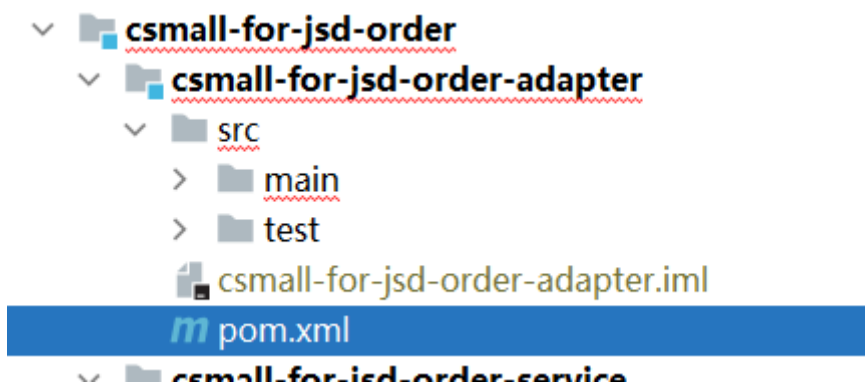 csmall-for-jsd-order
csmall-for-jsd-order-adapter
src
main
test
csmall-for-jsd-order-adapter.iml
m pom.xml
csmall-for-jsd-order-service